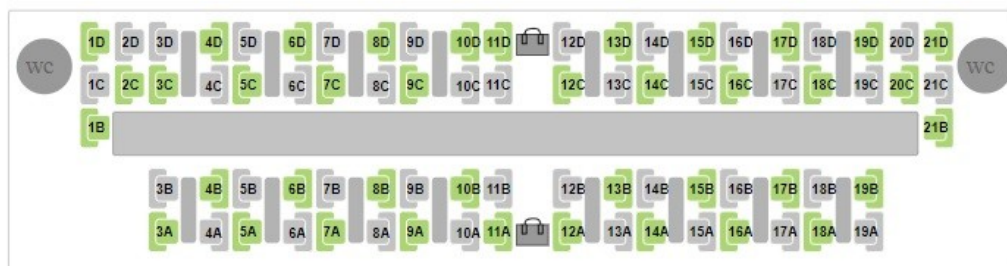 1D 2D 3D 4D 5D 6D 7D 8D 9D 10D 11D 12D 13D 14D 15D 16D 17D 18D 19D 20D 21D
WC WC
1C 2C 3C 4C 5C 6C 7C 8C 9C 10C 11C 12C 13C 14C 15C 16C 17C 18C 19C 20C 21C
1B 21B
3B 4B 5B 6B 7B 8B 9B 10B 11B 12B 13B 14B 15B 16B 17B 18B 19B
3A 4A 5A 6A 7A 8A 9A 10A 11A 12A 13A 14A 15A 16A 17A 18A 19A